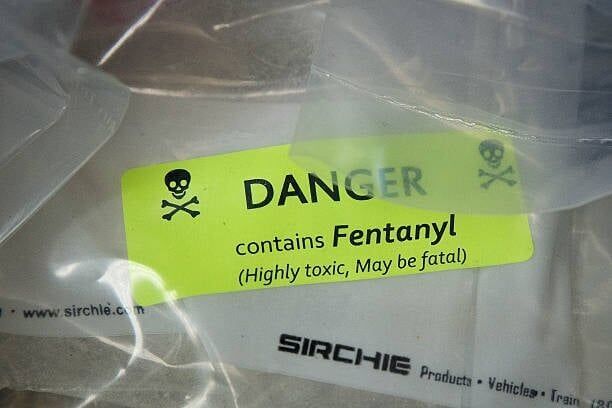 DANGER
contains Fentanyl
(Highly toxic, May be fatal)
• www.sirchie.com
SIRCHIE Products • Vehicles • Train